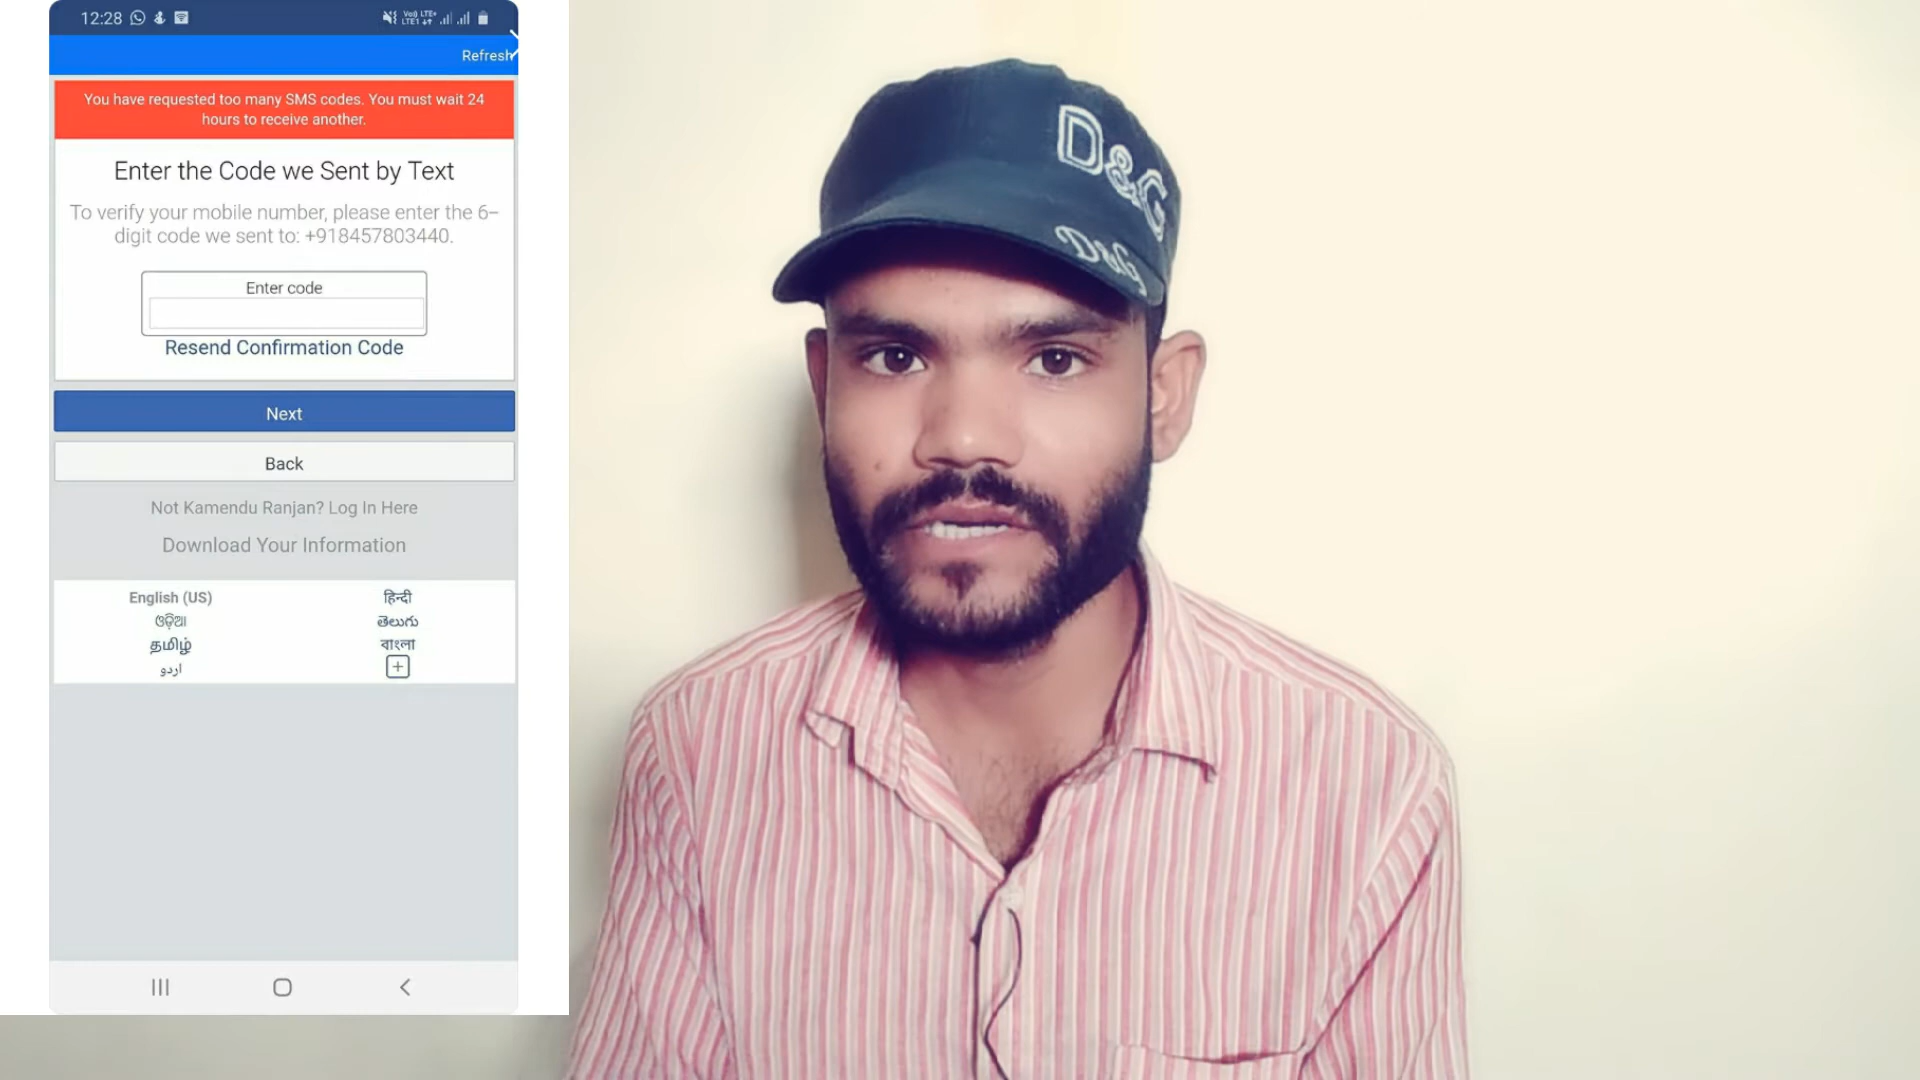 12:28
Vo)) LTE+
LTE1
Refresh
You have requested too many SMS codes. You must wait 24
hours to receive another.
Enter the Code we Sent by Text
To verify your mobile number, please enter the 6-
digit code we sent to: +918457803440.
Enter code
Resend Confirmation Code
Next
Back
Not Kamendu Ranjan? Log In Here
Download Your Information
English (US)
हिन्दी
ଓଡ଼ିଆ
తెలుగు
தமிழ்
বাংলা
اردو
D&G
D&G